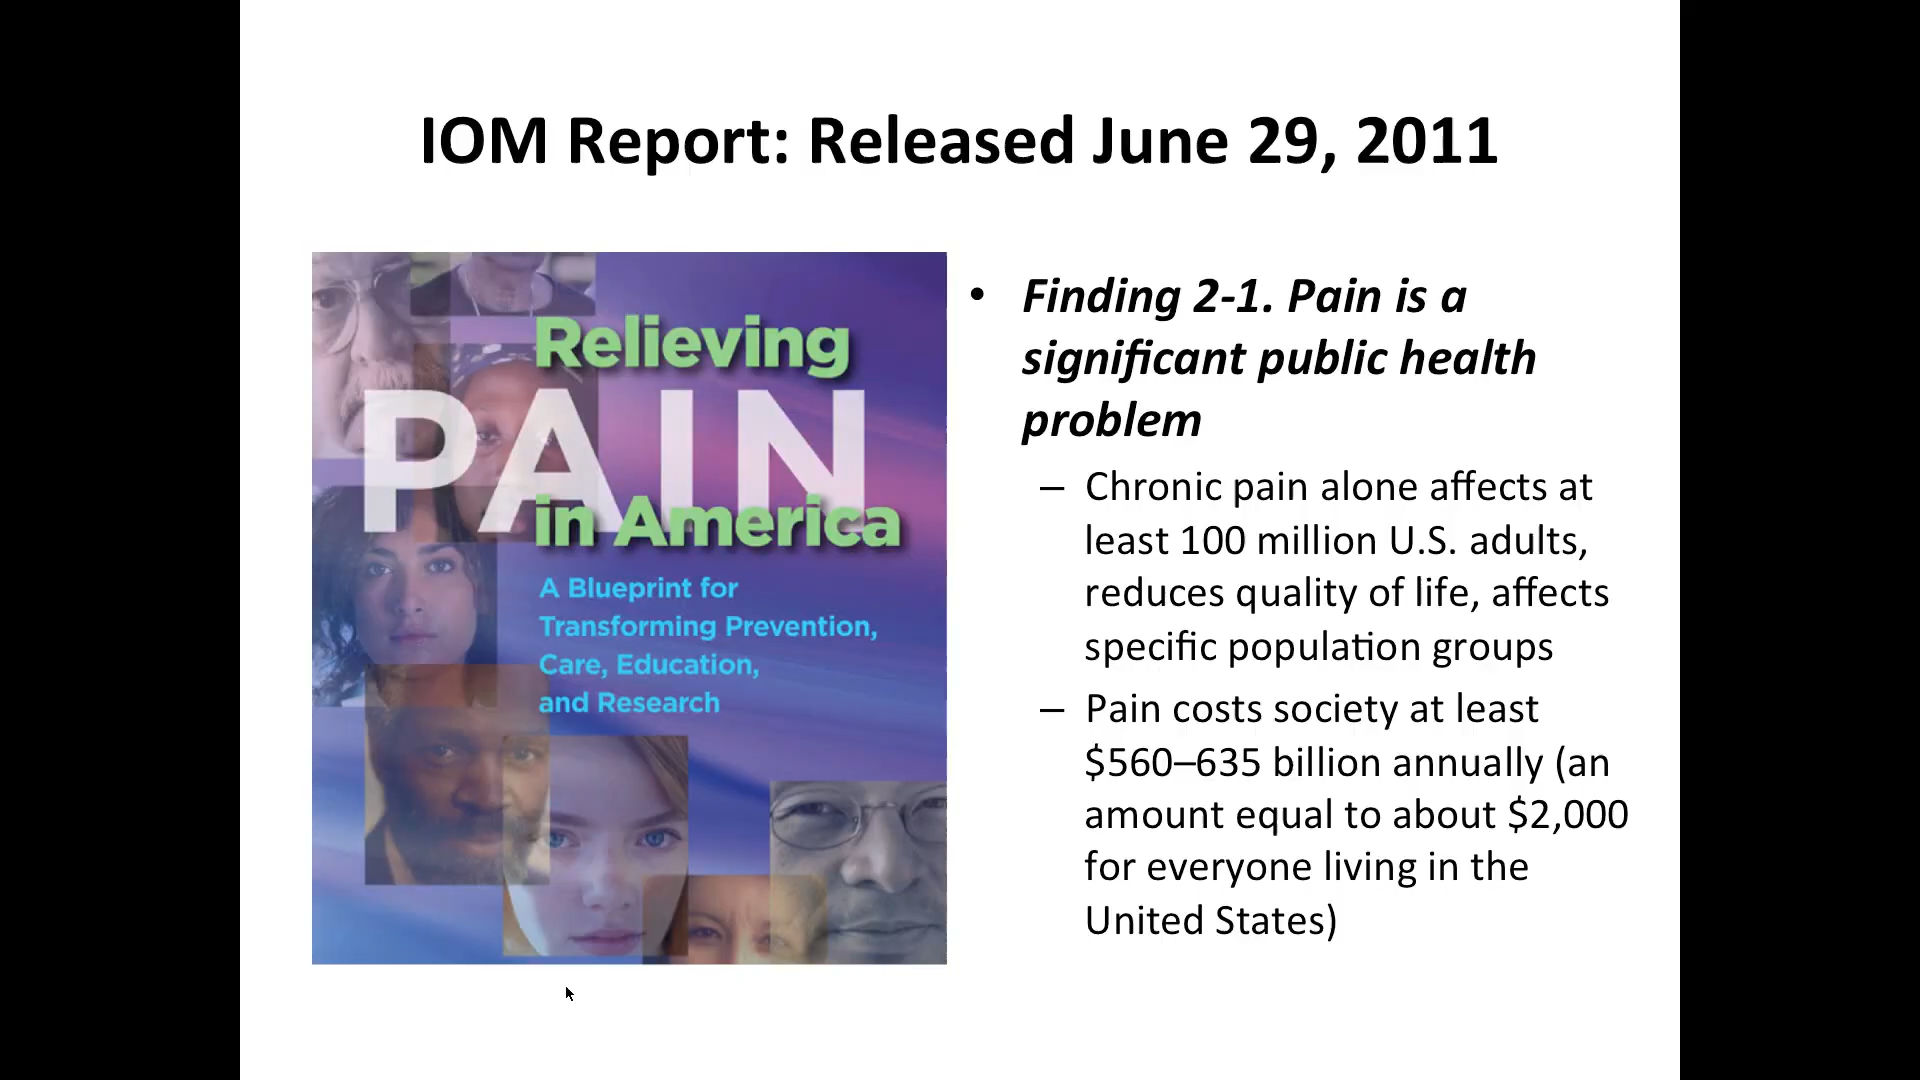 IOM Report: Released June 29, 2011
Relieving
PAIN
in America
A Blueprint for
Transforming Prevention,
Care, Education,
and Research
• Finding 2-1. Pain is a
significant public health
problem
– Chronic pain alone affects at
least 100 million U.S. adults,
reduces quality of life, affects
specific population groups
– Pain costs society at least
$560–635 billion annually (an
amount equal to about $2,000
for everyone living in the
United States)